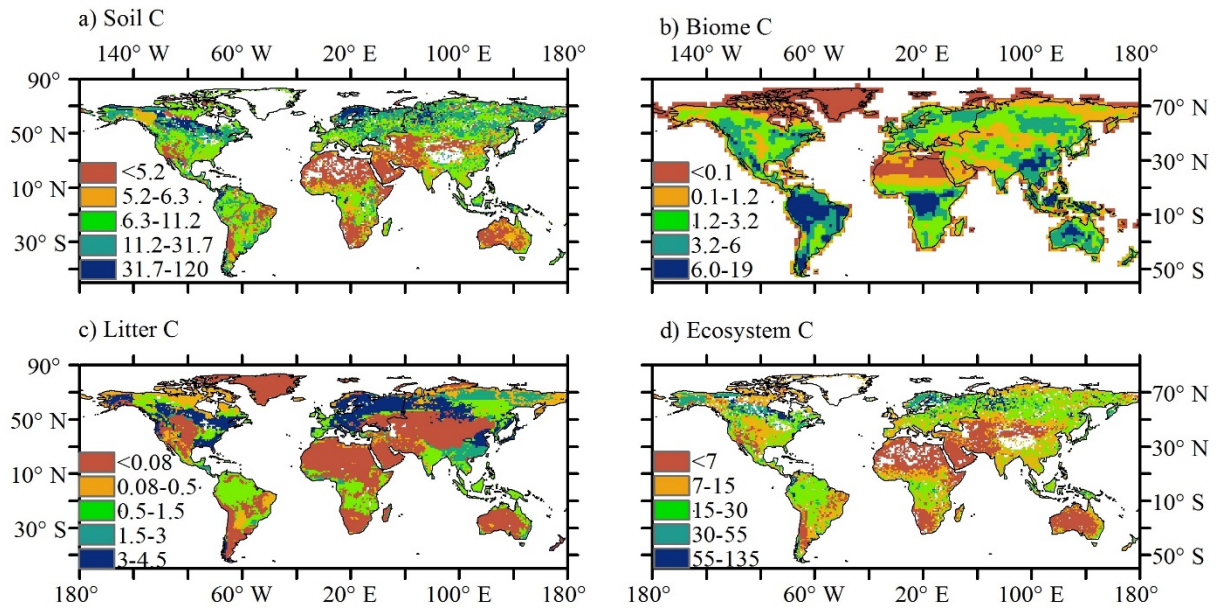 a) Soil C
140° W 60° W 20° E 100° E 180°
90°
50° N
10° N
30° S
<5.2
5.2-6.3
6.3-11.2
11.2-31.7
31.7-120
b) Biome C
140° W 60° W 20° E 100° E 180°
70° N
30° N
10° S
50° S
<0.1
0.1-1.2
1.2-3.2
3.2-6
6.0-19
c) Litter C
90°
50° N
10° N
30° S
<0.08
0.08-0.5
0.5-1.5
1.5-3
3-4.5
180° 60° W 20° E 100° E 180°
d) Ecosystem C
70° N
30° N
10° S
50° S
<7
7-15
15-30
30-55
55-135
180° 60° W 20° E 100° E 180°